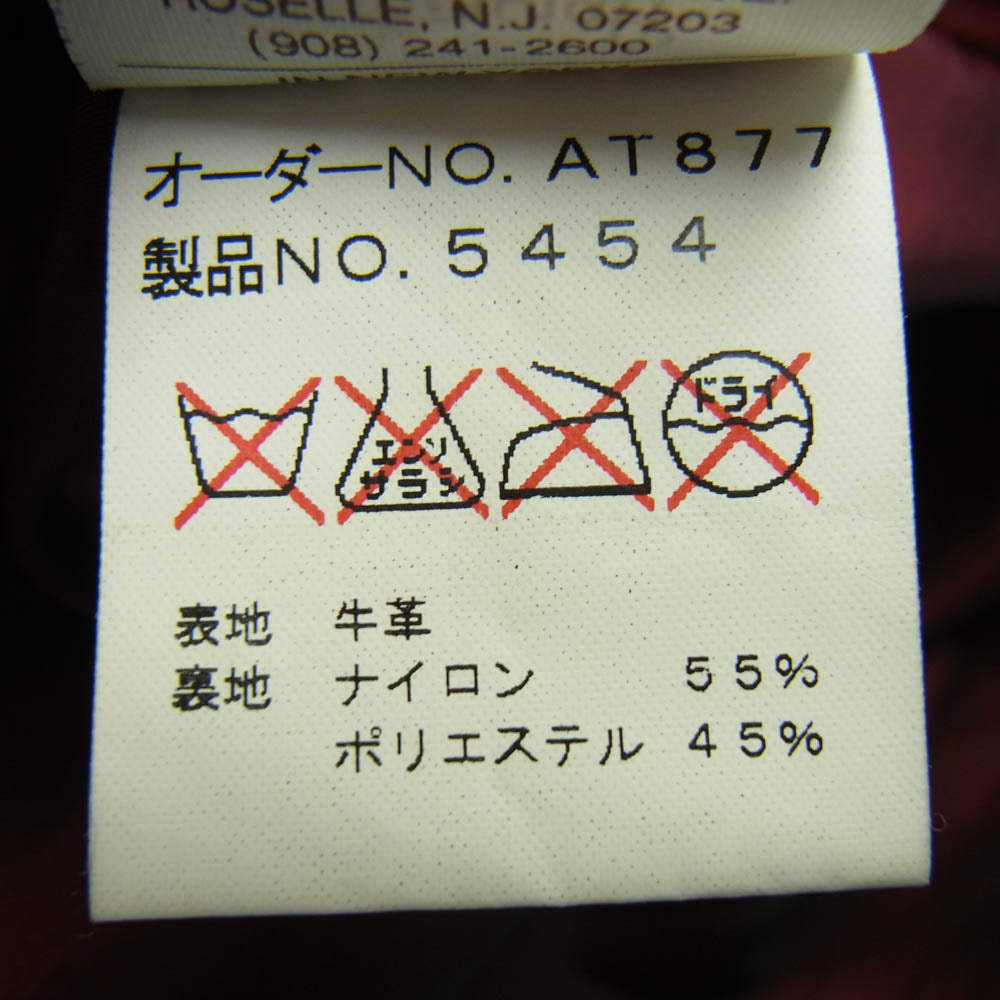 ROSELLE, N.J. 07203
(908) 241-2600
オーダーNO. AT877
製品NO. 5454
エンソ
サラシ
ドライ
表地 牛革
裏地 ナイロン 55%
ポリエステル 45%